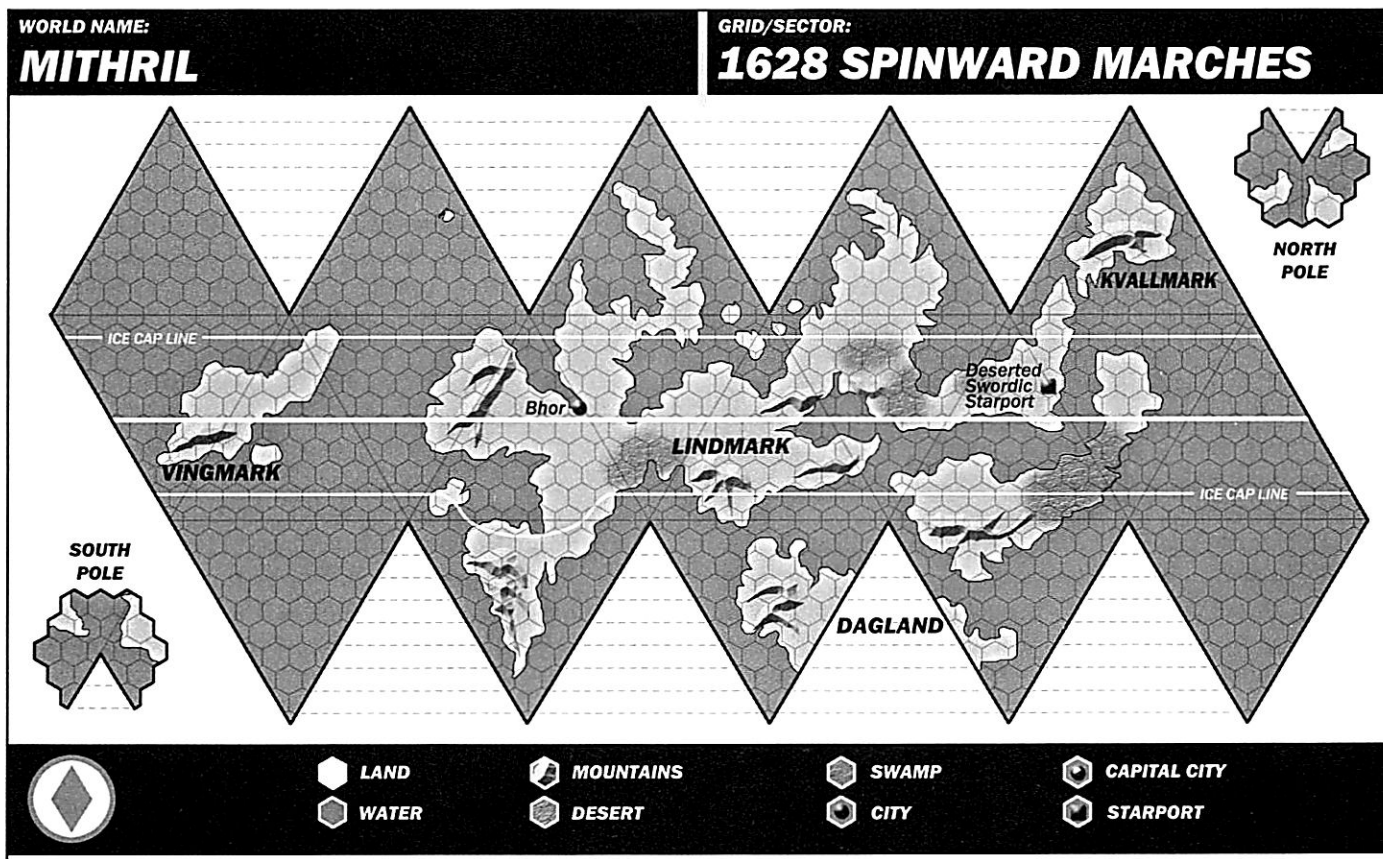 WORLD NAME:
MITHRIL
GRID/SECTOR:
1628 SPINWARD MARCHES
NORTH
POLE
KVALLMARK
ICE CAP LINE
Deserted
Swordic
Starport
Bhor
LINDMARK
VINGMARK
ICE CAP LINE
SOUTH
POLE
DAGLAND
LAND
MOUNTAINS
SWAMP
CAPITAL CITY
WATER
DESERT
CITY
STARPORT